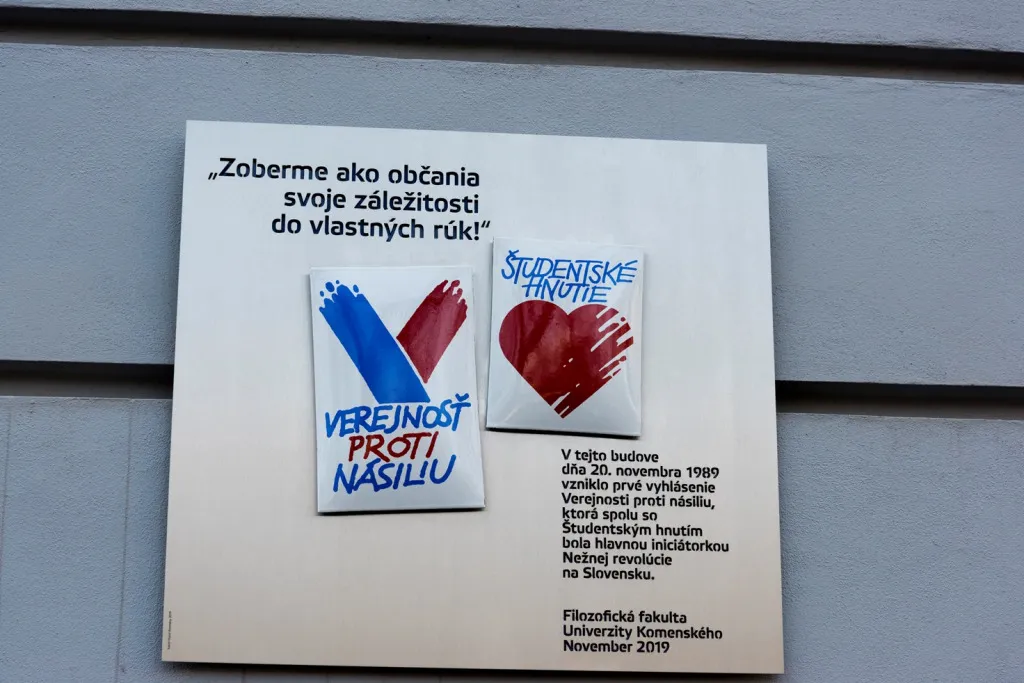 „Zoberme ako občania
svoje záležitosti
do vlastných rúk!“
VEREJNOSŤ
PROTI
NÁSILIU
ŠTUDENTSKÉ
HNUTIE
V tejto budove
dňa 20. novembra 1989
vzniklo prvé vyhlásenie
Verejnosti proti násiliu,
ktorá spolu so
Študentským hnutím
bola hlavnou iniciátorkou
Nežnej revolúcie
na Slovensku.
Filozofická fakulta
Univerzity Komenského
November 2019